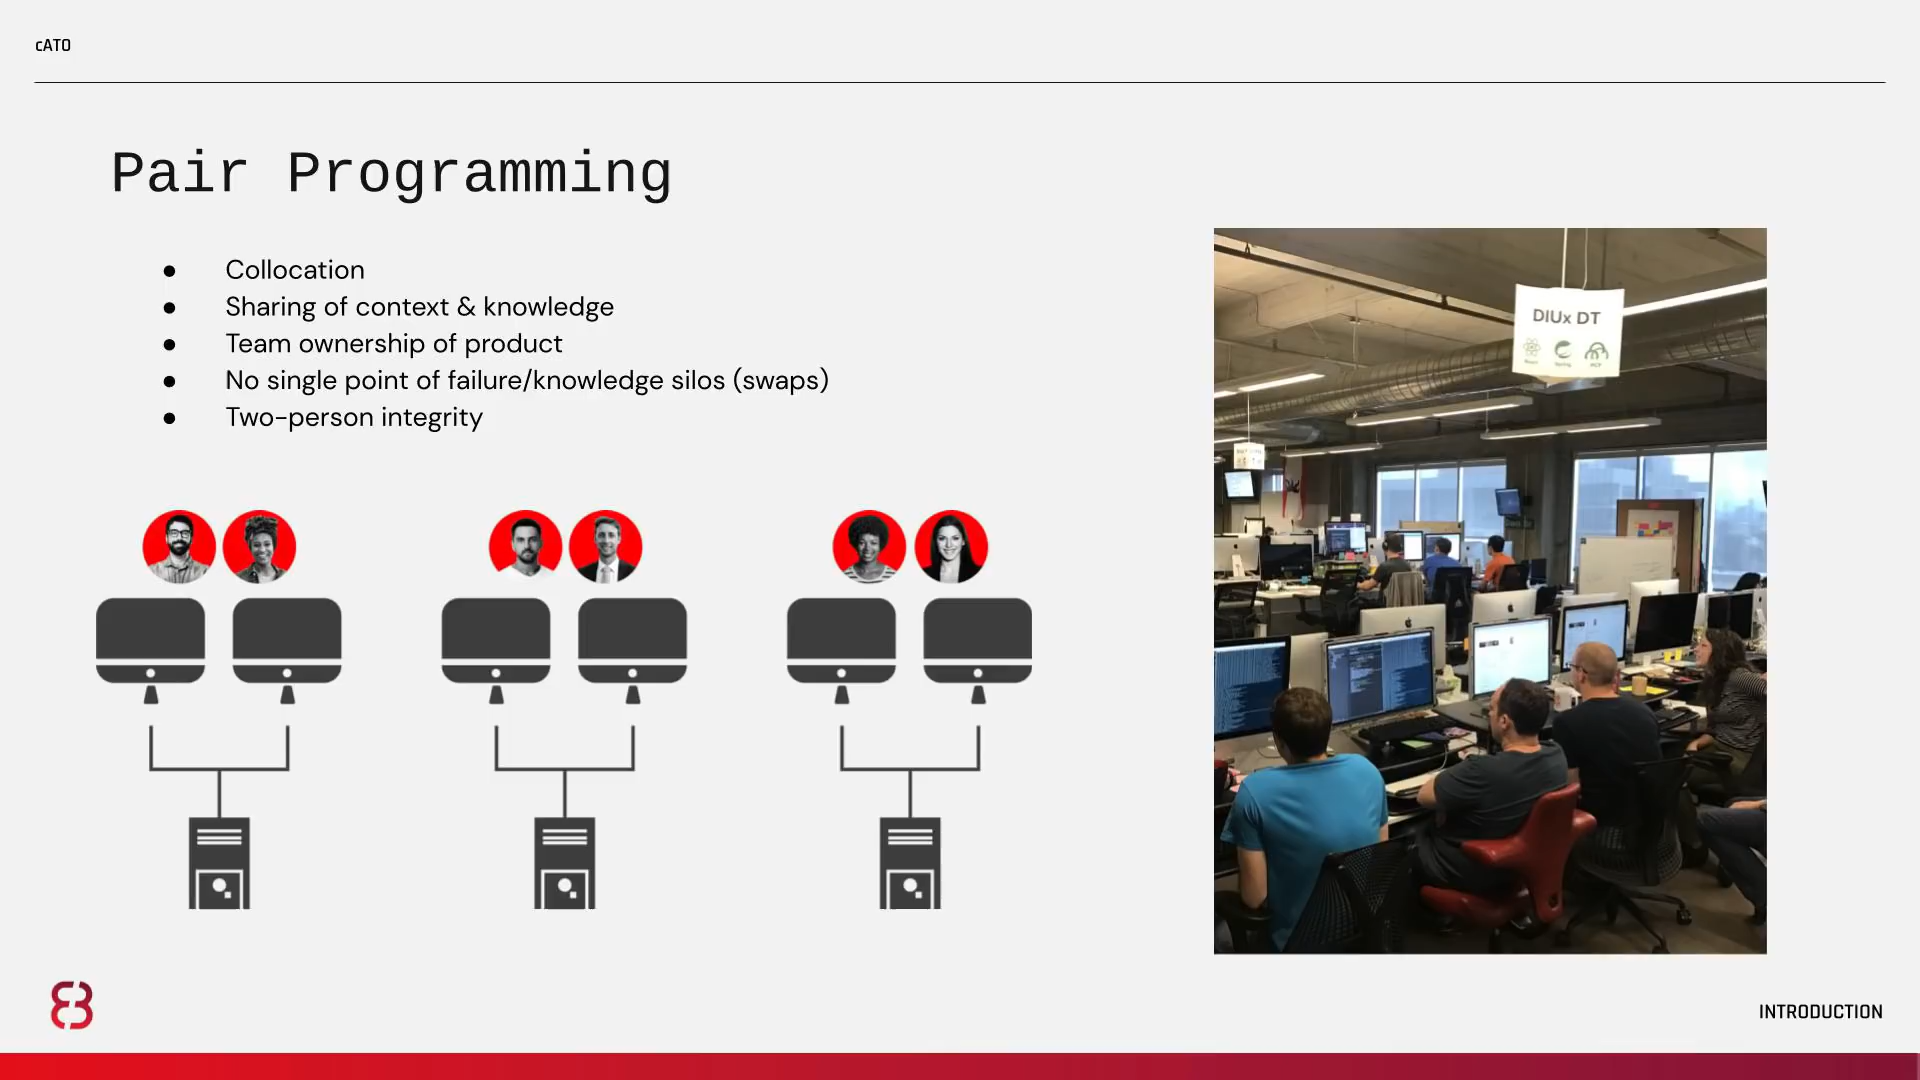 cATO
Pair Programming
● Collocation
● Sharing of context & knowledge
● Team ownership of product
● No single point of failure/knowledge silos (swaps)
● Two-person integrity
DIUx DT
INTRODUCTION